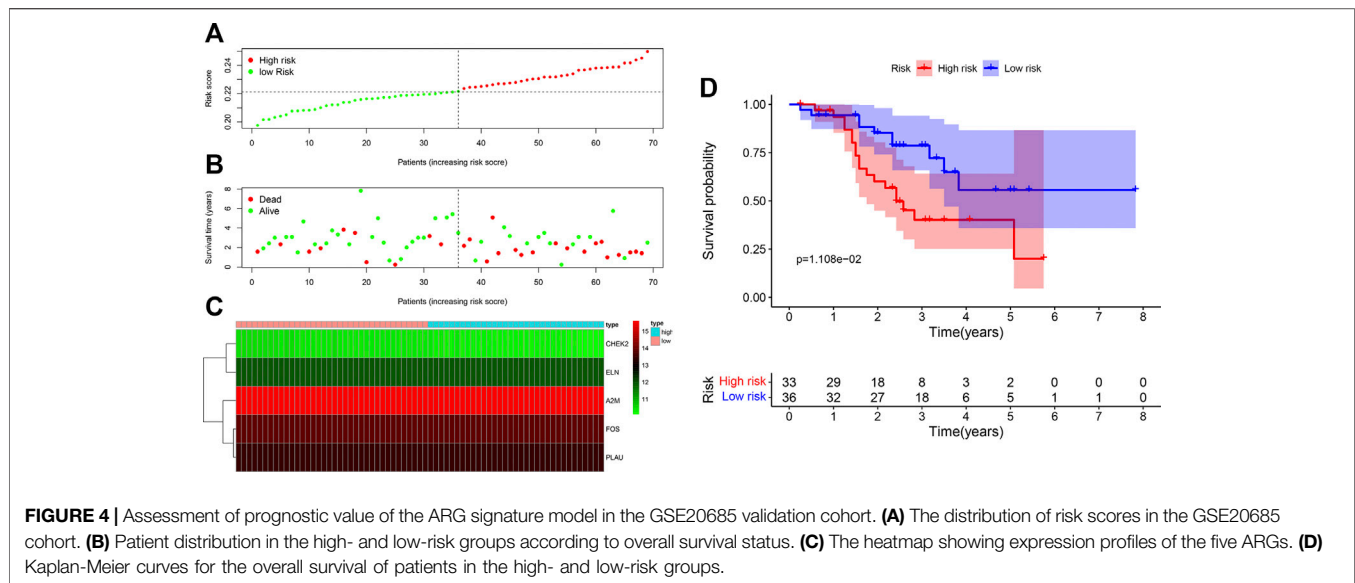 A
High risk
low Risk
Risk score
0.20 0.22 0.24
0 10 20 30 40 50 60 70
Patients (increasing risk socre)
B
Dead
Alive
Survival time (years)
0 2 4 6 8
0 10 20 30 40 50 60 70
Patients (increasing risk socre)
C
type
CHEK2
ELN
A2M
FOS
PLAU
15
14
13
12
11
type
high
low
D
Risk High risk Low risk
Survival probability
1.00
0.75
0.50
0.25
0.00
p=1.108e−02
0 1 2 3 4 5 6 7 8
Time(years)
Risk
High risk 33 29 18 8 3 2 0 0 0
Low risk 36 32 27 18 6 5 1 1 0
0 1 2 3 4 5 6 7 8
Time(years)
FIGURE 4 | Assessment of prognostic value of the ARG signature model in the GSE20685 validation cohort. (A) The distribution of risk scores in the GSE20685
cohort. (B) Patient distribution in the high- and low-risk groups according to overall survival status. (C) The heatmap showing expression profiles of the five ARGs. (D)
Kaplan-Meier curves for the overall survival of patients in the high- and low-risk groups.